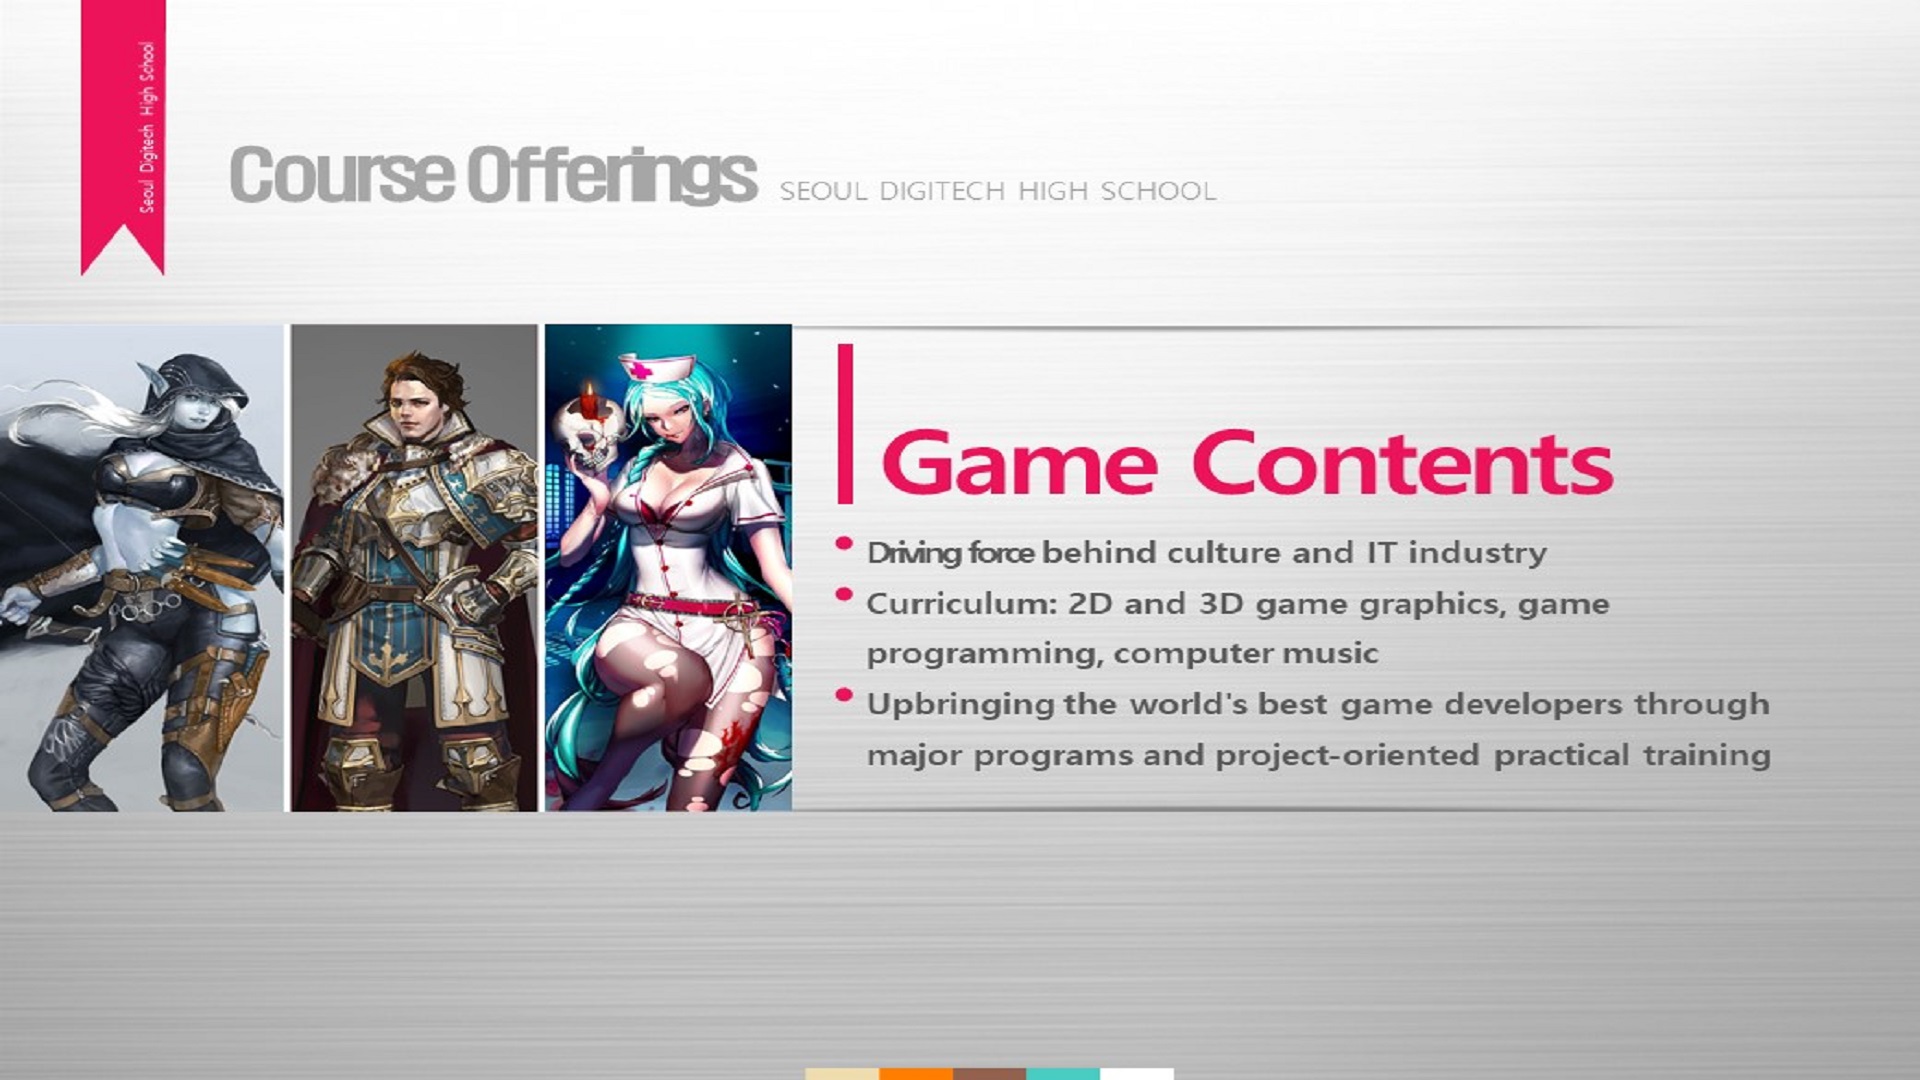 Seoul Digitech High School
Course Offerings SEOUL DIGITECH HIGH SCHOOL
Game Contents
• Driving force behind culture and IT industry
• Curriculum: 2D and 3D game graphics, game
programming, computer music
• Upbringing the world's best game developers through
major programs and project-oriented practical training